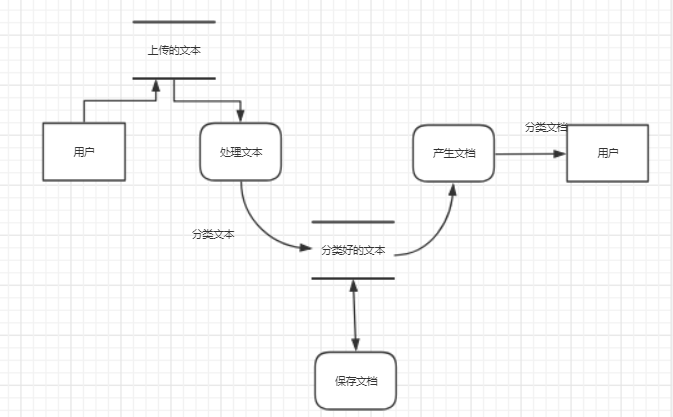 上传的文本
用户
处理文本
产生文档
分类文档
用户
分类文本
分类好的文本
保存文档